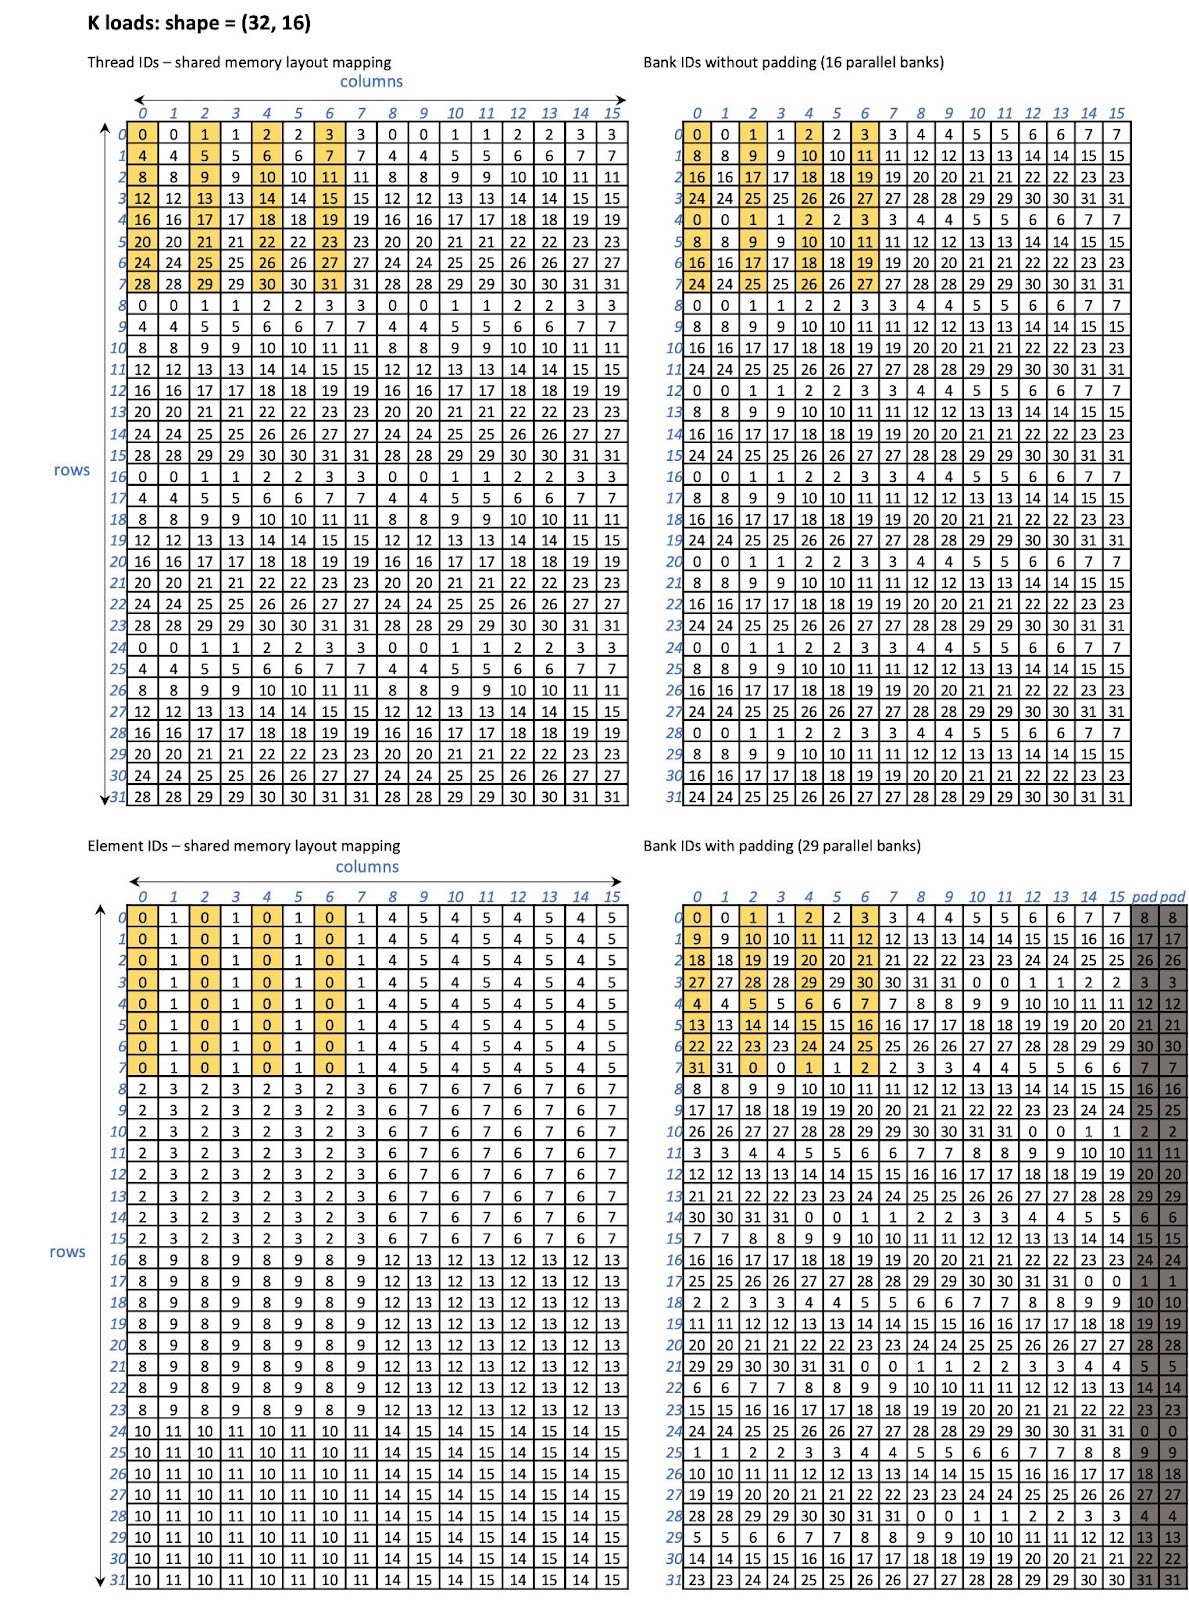 K loads: shape = (32, 16)
Thread IDs – shared memory layout mapping
columns
0 1 2 3 4 5 6 7 8 9 10 11 12 13 14 15
0 0 0 1 1 2 2 3 3 0 0 1 1 2 2 3 3
1 4 4 5 5 6 6 7 7 4 4 5 5 6 6 7 7
2 8 8 9 9 10 10 11 11 8 8 9 9 10 10 11 11
3 12 12 13 13 14 14 15 15 12 12 13 13 14 14 15 15
4 16 16 17 17 18 18 19 19 16 16 17 17 18 18 19 19
5 20 20 21 21 22 22 23 23 20 20 21 21 22 22 23 23
6 24 24 25 25 26 26 27 27 24 24 25 25 26 26 27 27
7 28 28 29 29 30 30 31 31 28 28 29 29 30 30 31 31
8 0 0 1 1 2 2 3 3 0 0 1 1 2 2 3 3
9 4 4 5 5 6 6 7 7 4 4 5 5 6 6 7 7
10 8 8 9 9 10 10 11 11 8 8 9 9 10 10 11 11
11 12 12 13 13 14 14 15 15 12 12 13 13 14 14 15 15
12 16 16 17 17 18 18 19 19 16 16 17 17 18 18 19 19
13 20 20 21 21 22 22 23 23 20 20 21 21 22 22 23 23
14 24 24 25 25 26 26 27 27 24 24 25 25 26 26 27 27
15 28 28 29 29 30 30 31 31 28 28 29 29 30 30 31 31
rows
16 0 0 1 1 2 2 3 3 0 0 1 1 2 2 3 3
17 4 4 5 5 6 6 7 7 4 4 5 5 6 6 7 7
18 8 8 9 9 10 10 11 11 8 8 9 9 10 10 11 11
19 12 12 13 13 14 14 15 15 12 12 13 13 14 14 15 15
20 16 16 17 17 18 18 19 19 16 16 17 17 18 18 19 19
21 20 20 21 21 22 22 23 23 20 20 21 21 22 22 23 23
22 24 24 25 25 26 26 27 27 24 24 25 25 26 26 27 27
23 28 28 29 29 30 30 31 31 28 28 29 29 30 30 31 31
24 0 0 1 1 2 2 3 3 0 0 1 1 2 2 3 3
25 4 4 5 5 6 6 7 7 4 4 5 5 6 6 7 7
26 8 8 9 9 10 10 11 11 8 8 9 9 10 10 11 11
27 12 12 13 13 14 14 15 15 12 12 13 13 14 14 15 15
28 16 16 17 17 18 18 19 19 16 16 17 17 18 18 19 19
29 20 20 21 21 22 22 23 23 20 20 21 21 22 22 23 23
30 24 24 25 25 26 26 27 27 24 24 25 25 26 26 27 27
31 28 28 29 29 30 30 31 31 28 28 29 29 30 30 31 31
Bank IDs without padding (16 parallel banks)
0 1 2 3 4 5 6 7 8 9 10 11 12 13 14 15
0 0 0 1 1 2 2 3 3 4 4 5 5 6 6 7 7
1 8 8 9 9 10 10 11 11 12 12 13 13 14 14 15 15
2 16 16 17 17 18 18 19 19 20 20 21 21 22 22 23 23
3 24 24 25 25 26 26 27 27 28 28 29 29 30 30 31 31
4 0 0 1 1 2 2 3 3 4 4 5 5 6 6 7 7
5 8 8 9 9 10 10 11 11 12 12 13 13 14 14 15 15
6 16 16 17 17 18 18 19 19 20 20 21 21 22 22 23 23
7 24 24 25 25 26 26 27 27 28 28 29 29 30 30 31 31
8 0 0 1 1 2 2 3 3 4 4 5 5 6 6 7 7
9 8 8 9 9 10 10 11 11 12 12 13 13 14 14 15 15
10 16 16 17 17 18 18 19 19 20 20 21 21 22 22 23 23
11 24 24 25 25 26 26 27 27 28 28 29 29 30 30 31 31
12 0 0 1 1 2 2 3 3 4 4 5 5 6 6 7 7
13 8 8 9 9 10 10 11 11 12 12 13 13 14 14 15 15
14 16 16 17 17 18 18 19 19 20 20 21 21 22 22 23 23
15 24 24 25 25 26 26 27 27 28 28 29 29 30 30 31 31
16 0 0 1 1 2 2 3 3 4 4 5 5 6 6 7 7
17 8 8 9 9 10 10 11 11 12 12 13 13 14 14 15 15
18 16 16 17 17 18 18 19 19 20 20 21 21 22 22 23 23
19 24 24 25 25 26 26 27 27 28 28 29 29 30 30 31 31
20 0 0 1 1 2 2 3 3 4 4 5 5 6 6 7 7
21 8 8 9 9 10 10 11 11 12 12 13 13 14 14 15 15
22 16 16 17 17 18 18 19 19 20 20 21 21 22 22 23 23
23 24 24 25 25 26 26 27 27 28 28 29 29 30 30 31 31
24 0 0 1 1 2 2 3 3 4 4 5 5 6 6 7 7
25 8 8 9 9 10 10 11 11 12 12 13 13 14 14 15 15
26 16 16 17 17 18 18 19 19 20 20 21 21 22 22 23 23
27 24 24 25 25 26 26 27 27 28 28 29 29 30 30 31 31
28 0 0 1 1 2 2 3 3 4 4 5 5 6 6 7 7
29 8 8 9 9 10 10 11 11 12 12 13 13 14 14 15 15
30 16 16 17 17 18 18 19 19 20 20 21 21 22 22 23 23
31 24 24 25 25 26 26 27 27 28 28 29 29 30 30 31 31
Element IDs – shared memory layout mapping
columns
0 1 2 3 4 5 6 7 8 9 10 11 12 13 14 15
0 0 1 0 1 0 1 0 1 4 5 4 5 4 5 4 5
1 0 1 0 1 0 1 0 1 4 5 4 5 4 5 4 5
2 0 1 0 1 0 1 0 1 4 5 4 5 4 5 4 5
3 0 1 0 1 0 1 0 1 4 5 4 5 4 5 4 5
4 0 1 0 1 0 1 0 1 4 5 4 5 4 5 4 5
5 0 1 0 1 0 1 0 1 4 5 4 5 4 5 4 5
6 0 1 0 1 0 1 0 1 4 5 4 5 4 5 4 5
7 0 1 0 1 0 1 0 1 4 5 4 5 4 5 4 5
8 2 3 2 3 2 3 2 3 6 7 6 7 6 7 6 7
9 2 3 2 3 2 3 2 3 6 7 6 7 6 7 6 7
10 2 3 2 3 2 3 2 3 6 7 6 7 6 7 6 7
11 2 3 2 3 2 3 2 3 6 7 6 7 6 7 6 7
12 2 3 2 3 2 3 2 3 6 7 6 7 6 7 6 7
13 2 3 2 3 2 3 2 3 6 7 6 7 6 7 6 7
14 2 3 2 3 2 3 2 3 6 7 6 7 6 7 6 7
15 2 3 2 3 2 3 2 3 6 7 6 7 6 7 6 7
rows
16 8 9 8 9 8 9 8 9 12 13 12 13 12 13 12 13
17 8 9 8 9 8 9 8 9 12 13 12 13 12 13 12 13
18 8 9 8 9 8 9 8 9 12 13 12 13 12 13 12 13
19 8 9 8 9 8 9 8 9 12 13 12 13 12 13 12 13
20 8 9 8 9 8 9 8 9 12 13 12 13 12 13 12 13
21 8 9 8 9 8 9 8 9 12 13 12 13 12 13 12 13
22 8 9 8 9 8 9 8 9 12 13 12 13 12 13 12 13
23 8 9 8 9 8 9 8 9 12 13 12 13 12 13 12 13
24 10 11 10 11 10 11 10 11 14 15 14 15 14 15 14 15
25 10 11 10 11 10 11 10 11 14 15 14 15 14 15 14 15
26 10 11 10 11 10 11 10 11 14 15 14 15 14 15 14 15
27 10 11 10 11 10 11 10 11 14 15 14 15 14 15 14 15
28 10 11 10 11 10 11 10 11 14 15 14 15 14 15 14 15
29 10 11 10 11 10 11 10 11 14 15 14 15 14 15 14 15
30 10 11 10 11 10 11 10 11 14 15 14 15 14 15 14 15
31 10 11 10 11 10 11 10 11 14 15 14 15 14 15 14 15
Bank IDs with padding (29 parallel banks)
0 1 2 3 4 5 6 7 8 9 10 11 12 13 14 15 pad pad
0 0 0 1 1 2 2 3 3 4 4 5 5 6 6 7 7 8 8
1 9 9 10 10 11 11 12 12 13 13 14 14 15 15 16 16 17 17
2 18 18 19 19 20 20 21 21 22 22 23 23 24 24 25 25 26 26
3 27 27 28 28 29 29 30 30 31 31 0 0 1 1 2 2 3 3
4 4 4 5 5 6 6 7 7 8 8 9 9 10 10 11 11 12 12
5 13 13 14 14 15 15 16 16 17 17 18 18 19 19 20 20 21 21
6 22 22 23 23 24 24 25 25 26 26 27 27 28 28 29 29 30 30
7 31 31 0 0 1 1 2 2 3 3 4 4 5 5 6 6 7 7
8 8 8 9 9 10 10 11 11 12 12 13 13 14 14 15 15 16 16
9 17 17 18 18 19 19 20 20 21 21 22 22 23 23 24 24 25 25
10 26 26 27 27 28 28 29 29 30 30 31 31 0 0 1 1 2 2
11 3 3 4 4 5 5 6 6 7 7 8 8 9 9 10 10 11 11
12 12 12 13 13 14 14 15 15 16 16 17 17 18 18 19 19 20 20
13 21 21 22 22 23 23 24 24 25 25 26 26 27 27 28 28 29 29
14 30 30 31 31 0 0 1 1 2 2 3 3 4 4 5 5 6 6
15 7 7 8 8 9 9 10 10 11 11 12 12 13 13 14 14 15 15
16 16 16 17 17 18 18 19 19 20 20 21 21 22 22 23 23 24 24
17 25 25 26 26 27 27 28 28 29 29 30 30 31 31 0 0 1 1
18 2 2 3 3 4 4 5 5 6 6 7 7 8 8 9 9 10 10
19 11 11 12 12 13 13 14 14 15 15 16 16 17 17 18 18 19 19
20 20 20 21 21 22 22 23 23 24 24 25 25 26 26 27 27 28 28
21 29 29 30 30 31 31 0 0 1 1 2 2 3 3 4 4 5 5
22 6 6 7 7 8 8 9 9 10 10 11 11 12 12 13 13 14 14
23 15 15 16 16 17 17 18 18 19 19 20 20 21 21 22 22 23 23
24 24 24 25 25 26 26 27 27 28 28 29 29 30 30 31 31 0 0
25 1 1 2 2 3 3 4 4 5 5 6 6 7 7 8 8 9 9
26 10 10 11 11 12 12 13 13 14 14 15 15 16 16 17 17 18 18
27 19 19 20 20 21 21 22 22 23 23 24 24 25 25 26 26 27 27
28 28 28 29 29 30 30 31 31 0 0 1 1 2 2 3 3 4 4
29 5 5 6 6 7 7 8 8 9 9 10 10 11 11 12 12 13 13
30 14 14 15 15 16 16 17 17 18 18 19 19 20 20 21 21 22 22
31 23 23 24 24 25 25 26 26 27 27 28 28 29 29 30 30 31 31